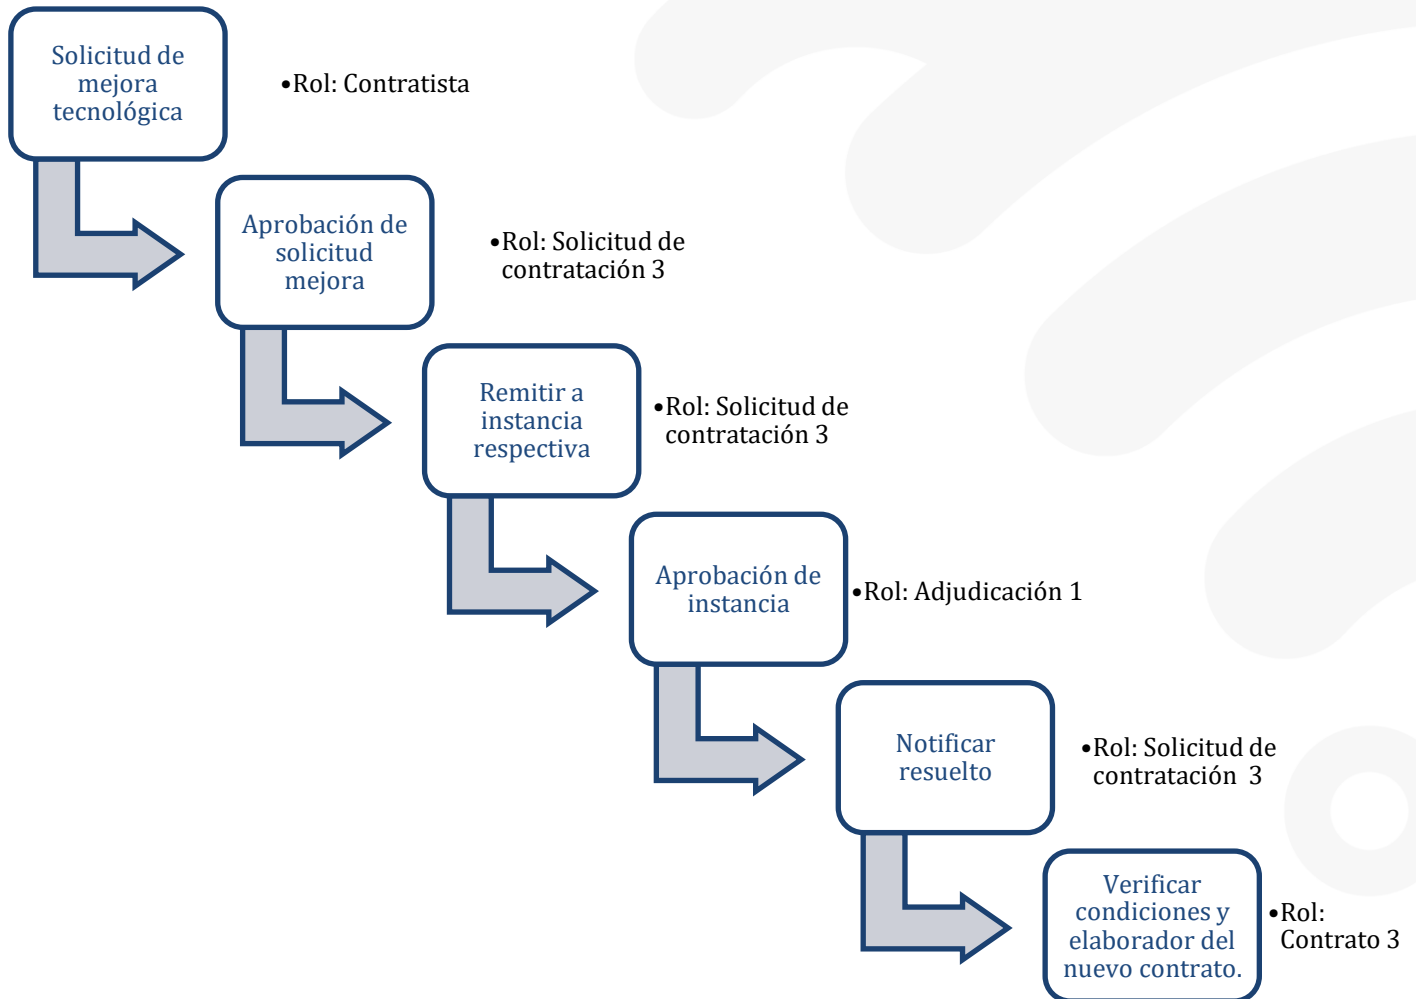 Solicitud de
mejora
tecnológica
•Rol: Contratista
Aprobación de
solicitud
mejora
•Rol: Solicitud de
contratación 3
Remitir a
instancia
respectiva
•Rol: Solicitud de
contratación 3
Aprobación de
instancia
•Rol: Adjudicación 1
Notificar
resuelto
•Rol: Solicitud de
contratación 3
Verificar
condiciones y
elaborador del
nuevo contrato.
•Rol:
Contrato 3